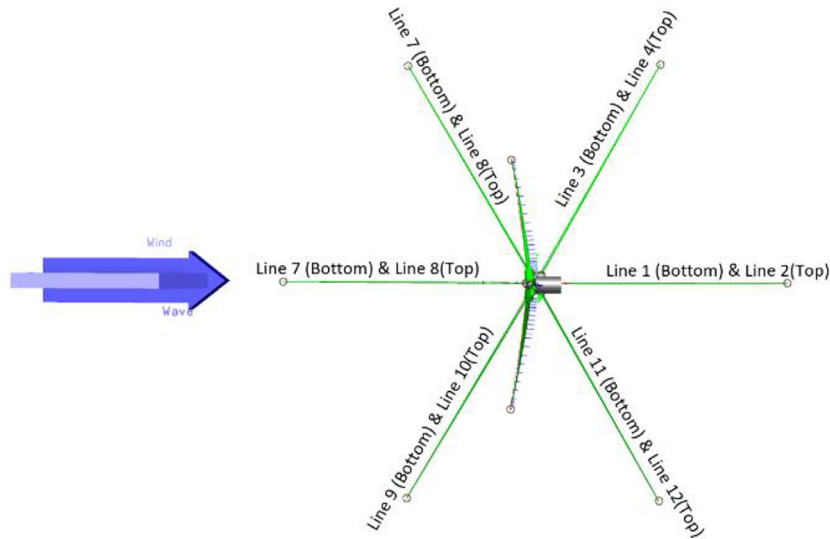 Line 7 (Bottom) & Line 8(Top)
Line 3 (Bottom) & Line 4(Top)
Wind
Wave
Line 7 (Bottom) & Line 8(Top)
Line 1 (Bottom) & Line 2(Top)
Line 9 (Bottom) & Line 10(Top)
Line 11 (Bottom) & Line 12(Top)